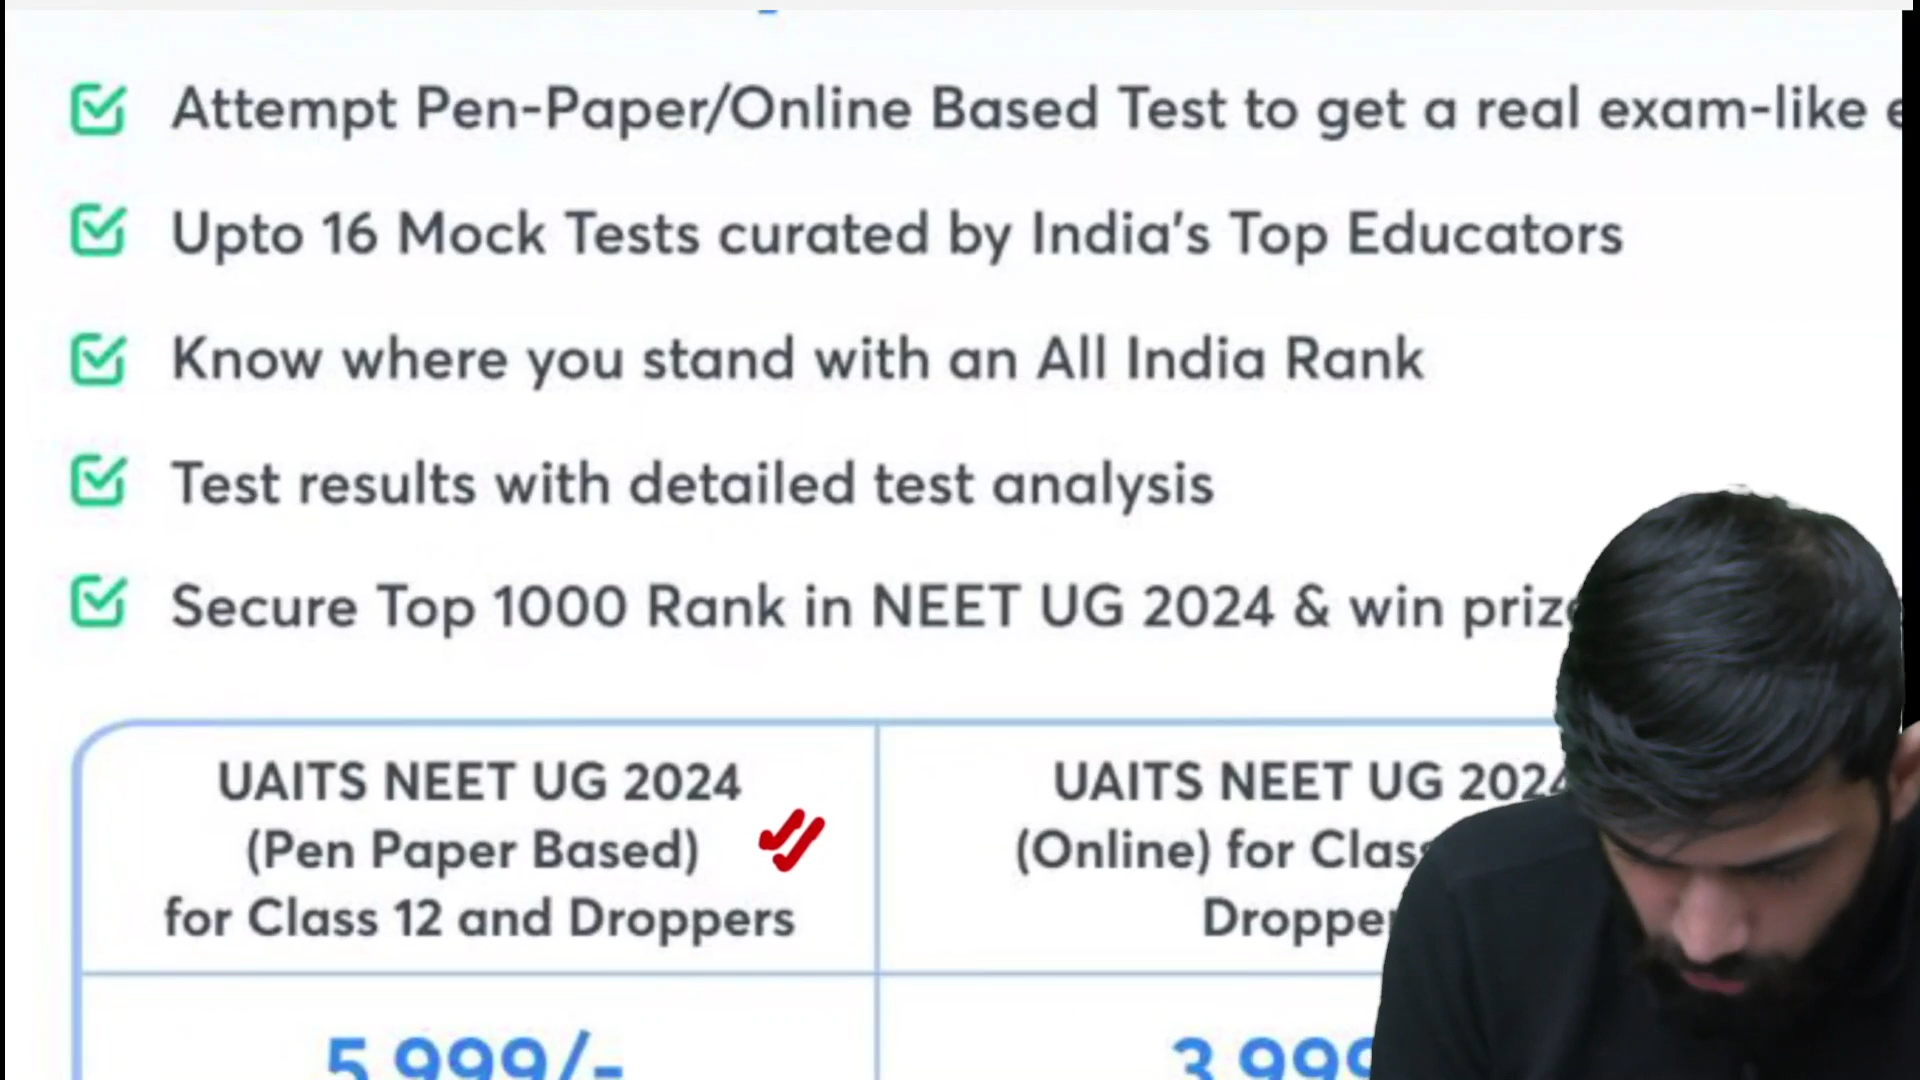 Attempt Pen-Paper/Online Based Test to get a real exam-like
Upto 16 Mock Tests curated by India's Top Educators
Know where you stand with an All India Rank
Test results with detailed test analysis
Secure Top 1000 Rank in NEET UG 2024 & win
UAITS NEET UG 2024
(Pen Paper Based)
for Class 12 and Droppers
UAITS NEET UG 2024
(Online) for
5,999/-